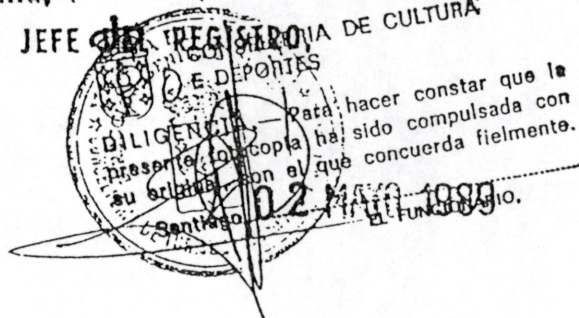 JEFE del REGISTRO,
IA DE CULTURA
E DEPORTES
DILIGENCIA — Para hacer constar que la
presente fotocopia ha sido compulsada con
su original con el que concuerda fielmente.
Santiago, 02 MAYO 1989
EL FUNCIONARIO.